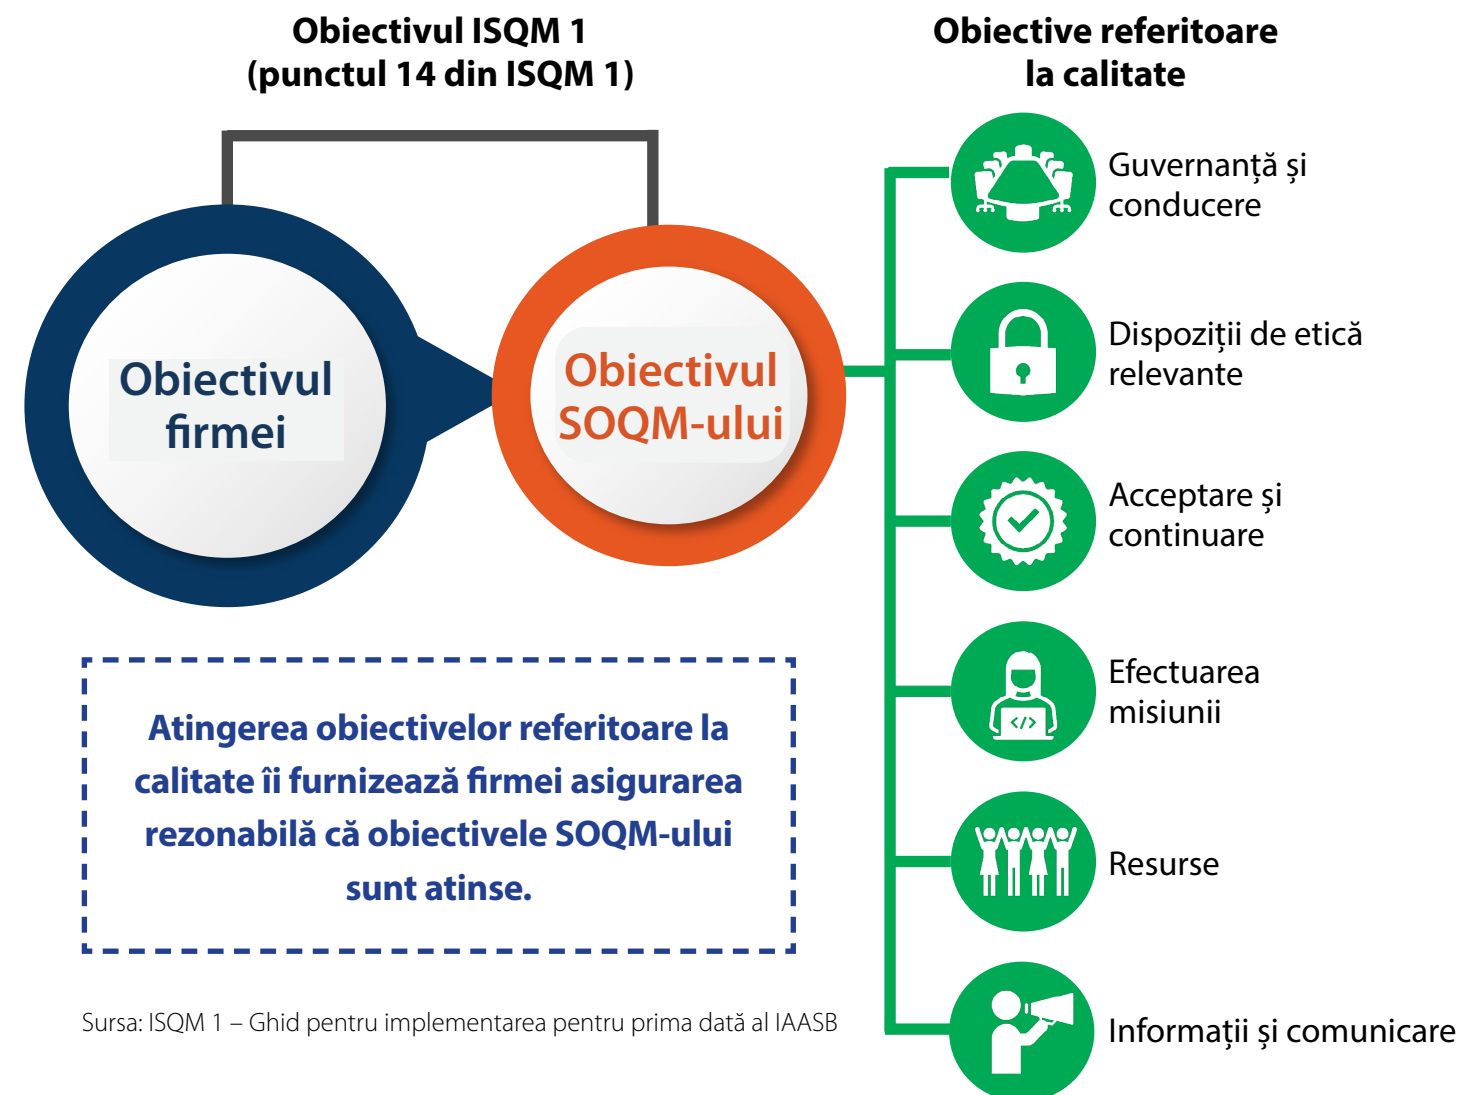 Obiectivul ISQM 1
(punctul 14 din ISQM 1)
Obiective referitoare
la calitate
Obiectivul
firmei
Obiectivul
SOQM-ului
Guvernanță și
conducere
Dispoziții de etică
relevante
Acceptare și
continuare
Efectuarea
misiunii
Resurse
Informații și comunicare
Atingerea obiectivelor referitoare la
calitate îi furnizează firmei asigurarea
rezonabilă că obiectivele SOQM-ului
sunt atinse.
Sursa: ISQM 1 – Ghid pentru implementarea pentru prima dată al IAASB